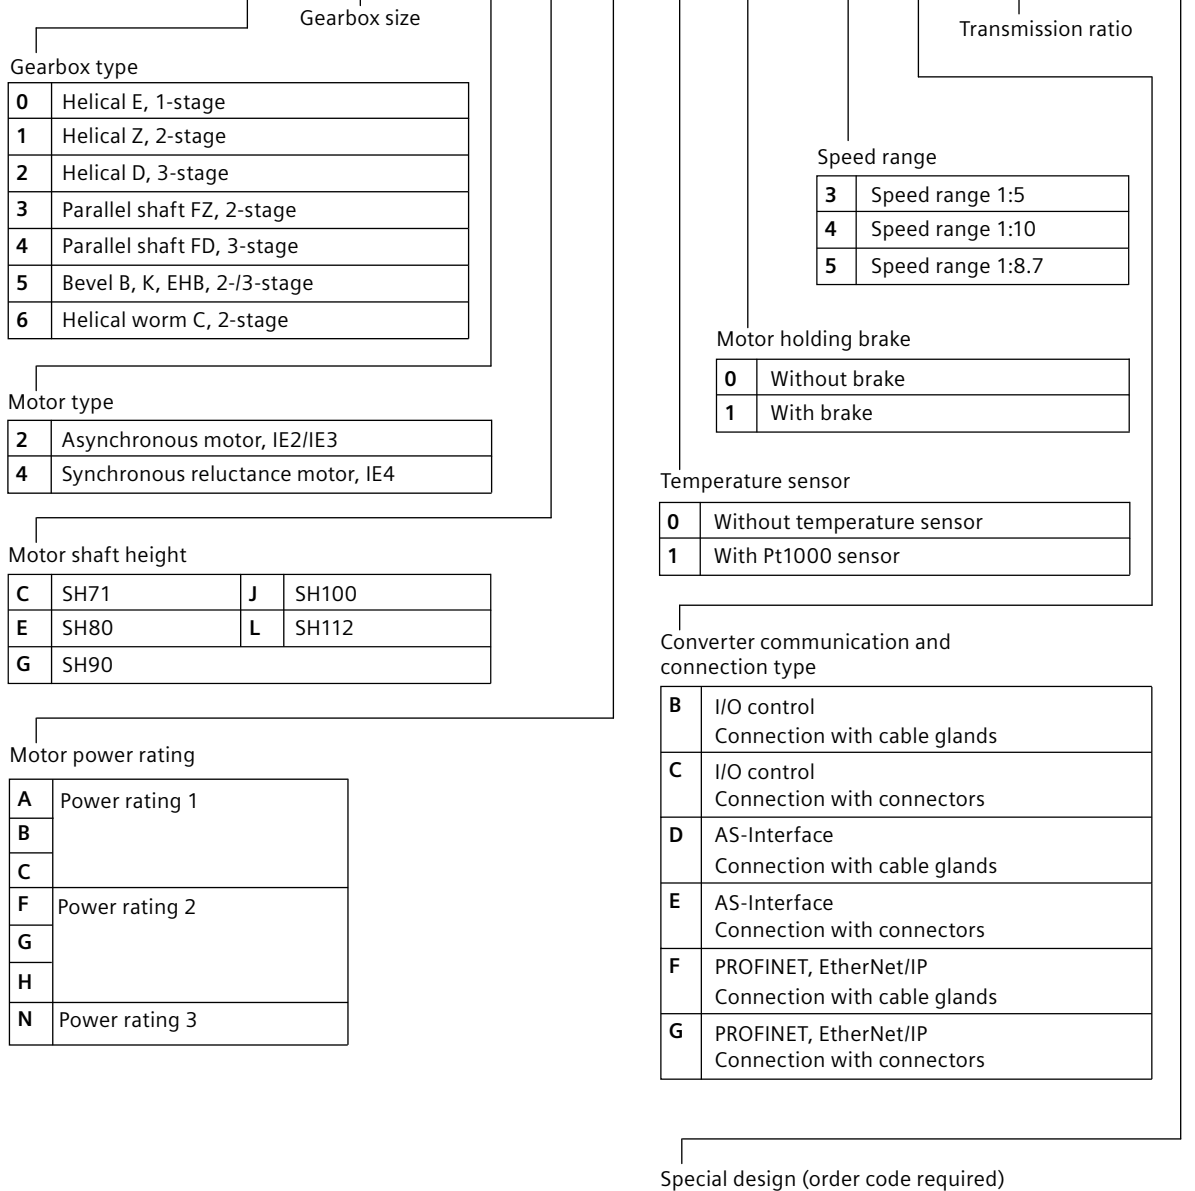 Gearbox size
Transmission ratio
Gearbox type
0 Helical E, 1-stage
1 Helical Z, 2-stage
2 Helical D, 3-stage
3 Parallel shaft FZ, 2-stage
4 Parallel shaft FD, 3-stage
5 Bevel B, K, EHB, 2-/3-stage
6 Helical worm C, 2-stage
Motor type
2 Asynchronous motor, IE2/IE3
4 Synchronous reluctance motor, IE4
Motor shaft height
C SH71 J SH100
E SH80 L SH112
G SH90
Motor power rating
A Power rating 1
B
C
F Power rating 2
G
H
N Power rating 3
Speed range
3 Speed range 1:5
4 Speed range 1:10
5 Speed range 1:8.7
Motor holding brake
0 Without brake
1 With brake
Temperature sensor
0 Without temperature sensor
1 With Pt1000 sensor
Converter communication and
connection type
B I/O control
Connection with cable glands
C I/O control
Connection with connectors
D AS-Interface
Connection with cable glands
E AS-Interface
Connection with connectors
F PROFINET, EtherNet/IP
Connection with cable glands
G PROFINET, EtherNet/IP
Connection with connectors
Special design (order code required)